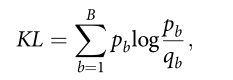 KL = \sum_{b=1}^{B} p_b \log \frac{p_b}{q_b},